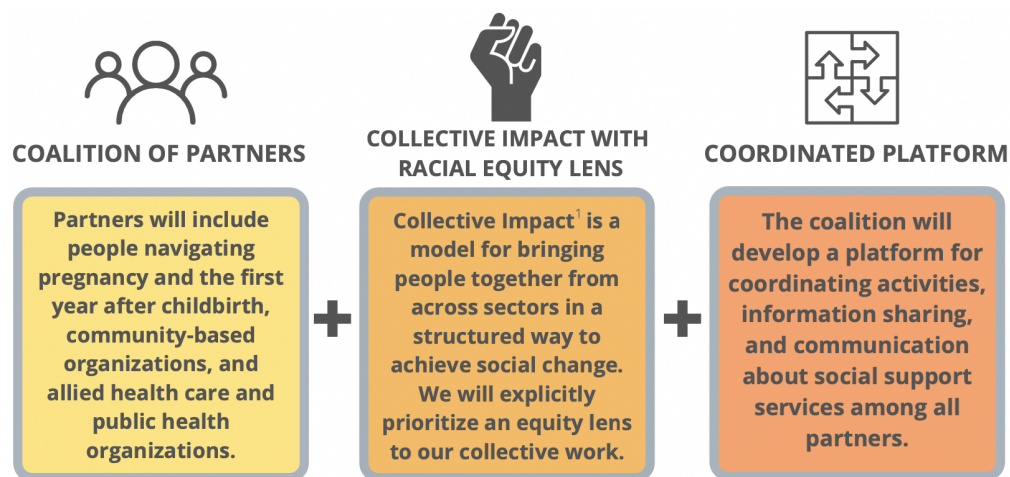 COALITION OF PARTNERS
Partners will include
people navigating
pregnancy and the first
year after childbirth,
community-based
organizations, and
allied health care and
public health
organizations.
COLLECTIVE IMPACT WITH
RACIAL EQUITY LENS
Collective Impact¹ is a
model for bringing
people together from
across sectors in a
structured way to
achieve social change.
We will explicitly
prioritize an equity lens
to our collective work.
COORDINATED PLATFORM
The coalition will
develop a platform for
coordinating activities,
information sharing,
and communication
about social support
services among all
partners.